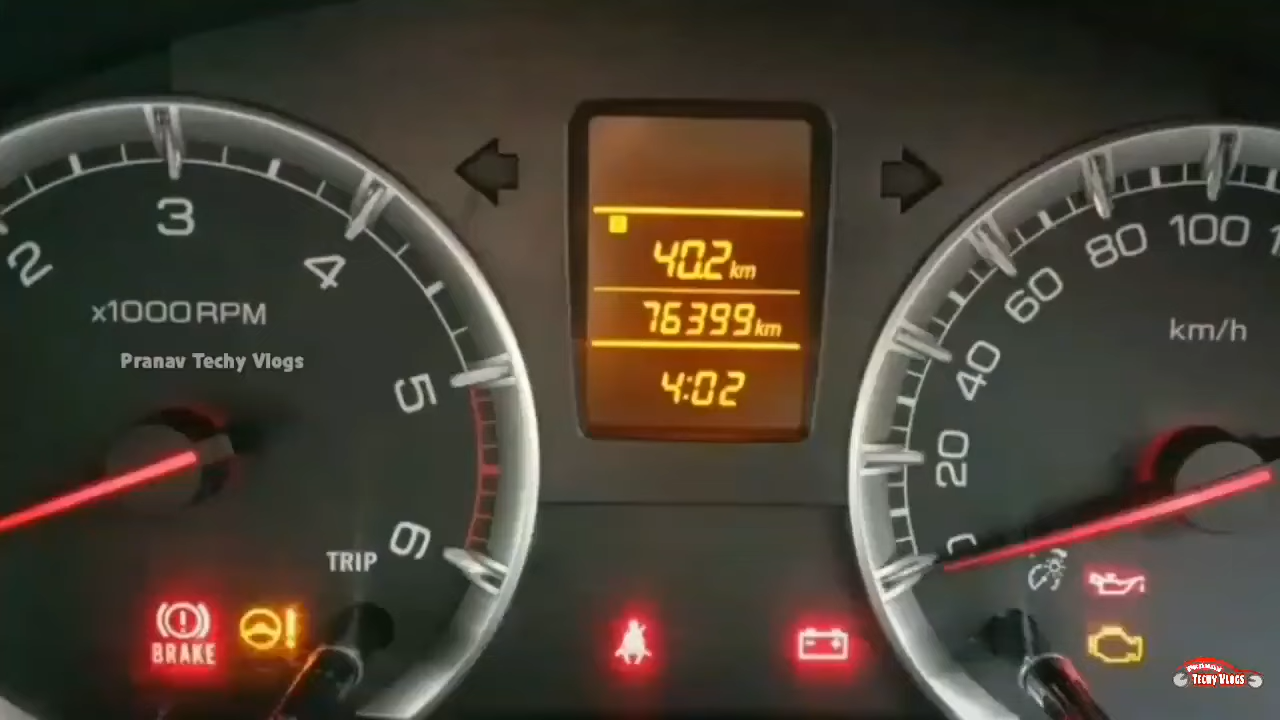 2
3
4
x1000RPM
Pranav Techy Vlogs
5
6
TRIP
BRAKE
40.2 km
76399 km
4:02
0
20
40
60
80
100
km/h
PRANAV
TECHY VLOGS